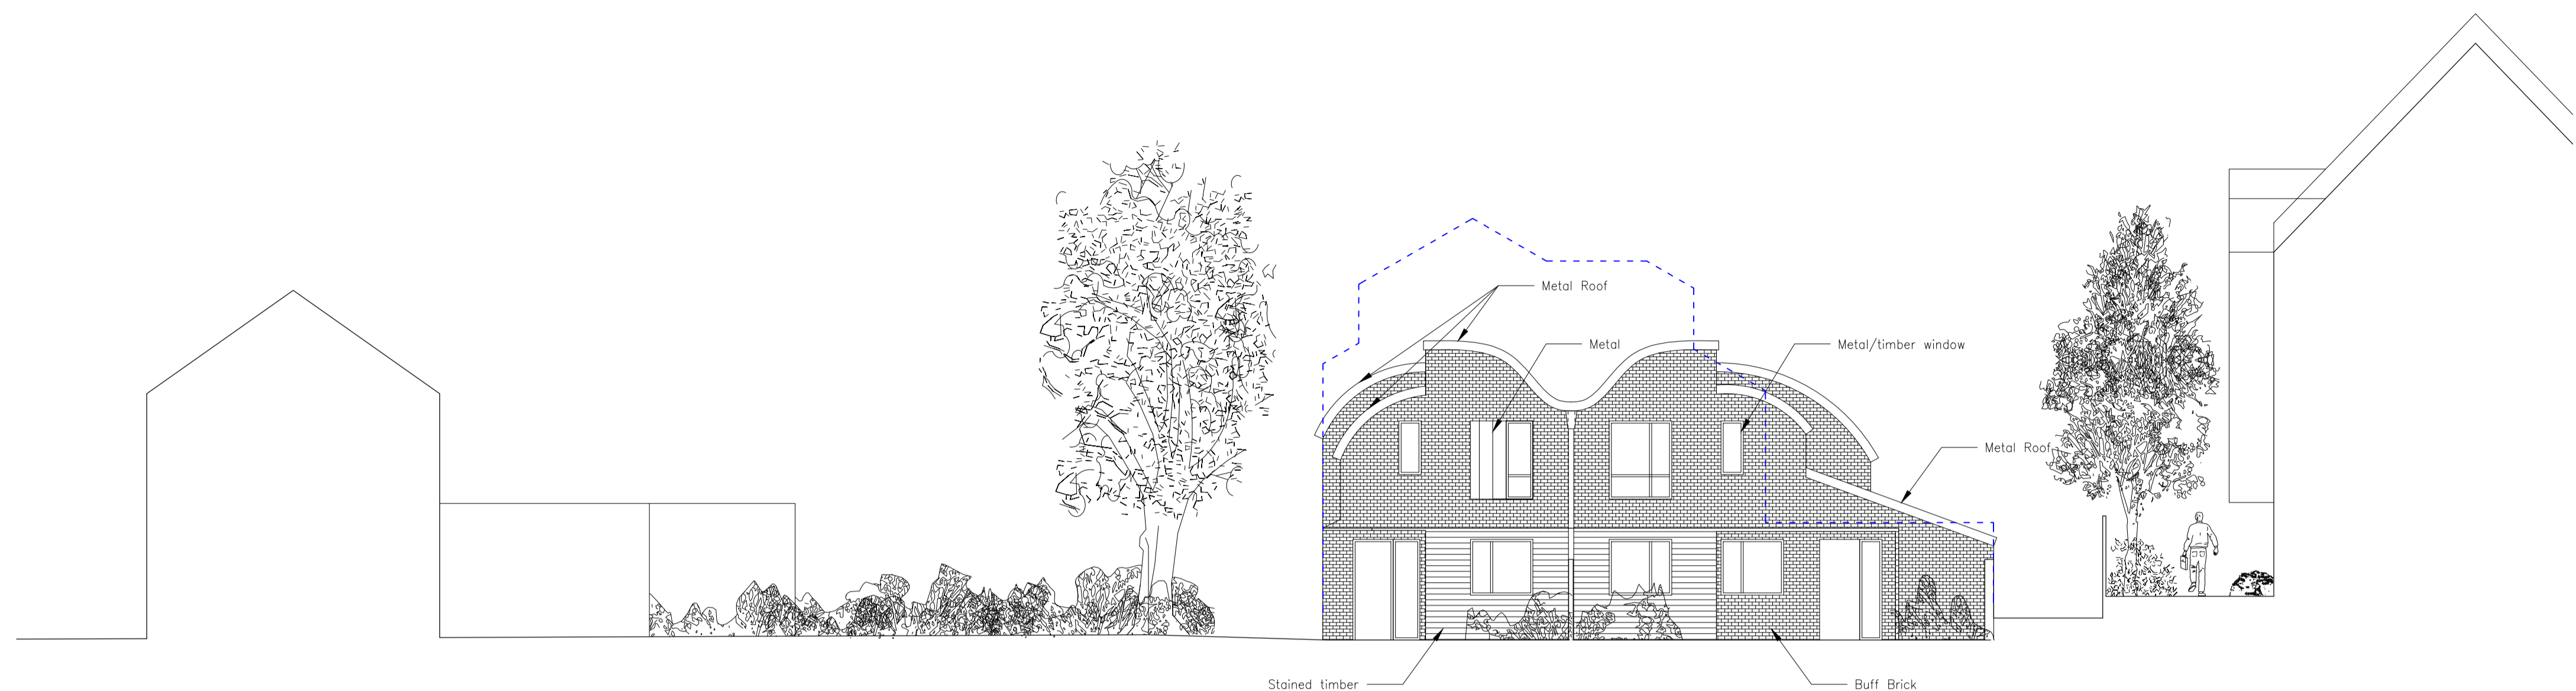 Metal Roof
Metal
Metal/timber window
Metal Roof
Stained timber
Buff Brick